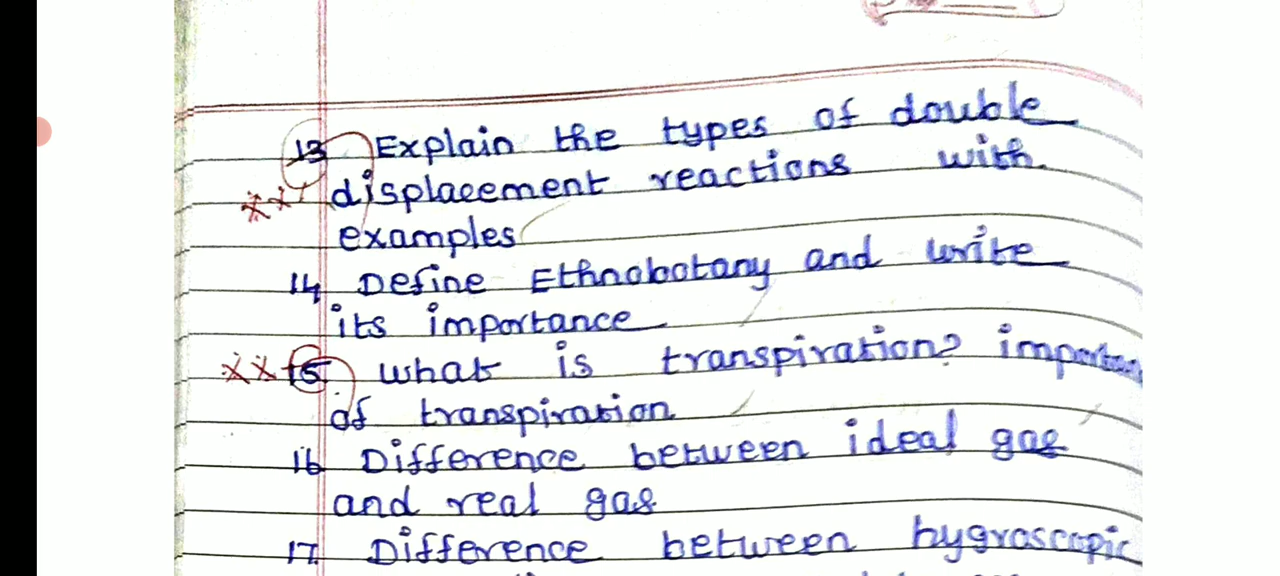 13 Explain the types of double
displacement reactions with
examples
14 Define Ethnobotany and write
its importance
15 what is transpiration?
of transpiration
16 Difference between ideal gas
and real gas
17 Difference between hygroscopic